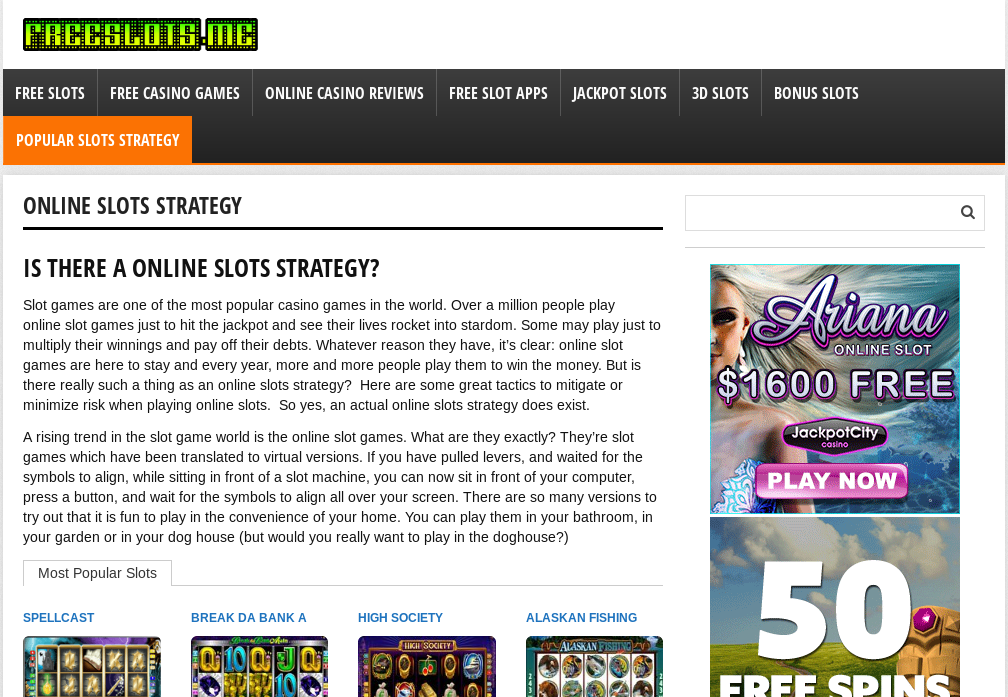 FREESLOTS.ME
FREE SLOTS
FREE CASINO GAMES
ONLINE CASINO REVIEWS
FREE SLOT APPS
JACKPOT SLOTS
3D SLOTS
BONUS SLOTS
POPULAR SLOTS STRATEGY
ONLINE SLOTS STRATEGY
IS THERE A ONLINE SLOTS STRATEGY?
Slot games are one of the most popular casino games in the world. Over a million people play
online slot games just to hit the jackpot and see their lives rocket into stardom. Some may play just to
multiply their winnings and pay off their debts. Whatever reason they have, it's clear: online slot
games are here to stay and every year, more and more people play them to win the money. But is
there really such a thing as an online slots strategy?  Here are some great tactics to mitigate or
minimize risk when playing online slots.  So yes, an actual online slots strategy does exist.
A rising trend in the slot game world is the online slot games. What are they exactly? They're slot
games which have been translated to virtual versions. If you have pulled levers, and waited for the
symbols to align, while sitting in front of a slot machine, you can now sit in front of your computer,
press a button, and wait for the symbols to align all over your screen. There are so many versions to
try out that it is fun to play in the convenience of your home. You can play them in your bathroom, in
your garden or in your dog house (but would you really want to play in the doghouse?)
Most Popular Slots
SPELLCAST
BREAK DA BANK A
HIGH SOCIETY
ALASKAN FISHING
HIGH SOCIETY
ALASKAN FISHING
Q 10 Q J Q
10
Ariana
ONLINE SLOT
$1600 FREE
JackpotCity
casino
PLAY NOW
50
FREE SPINS